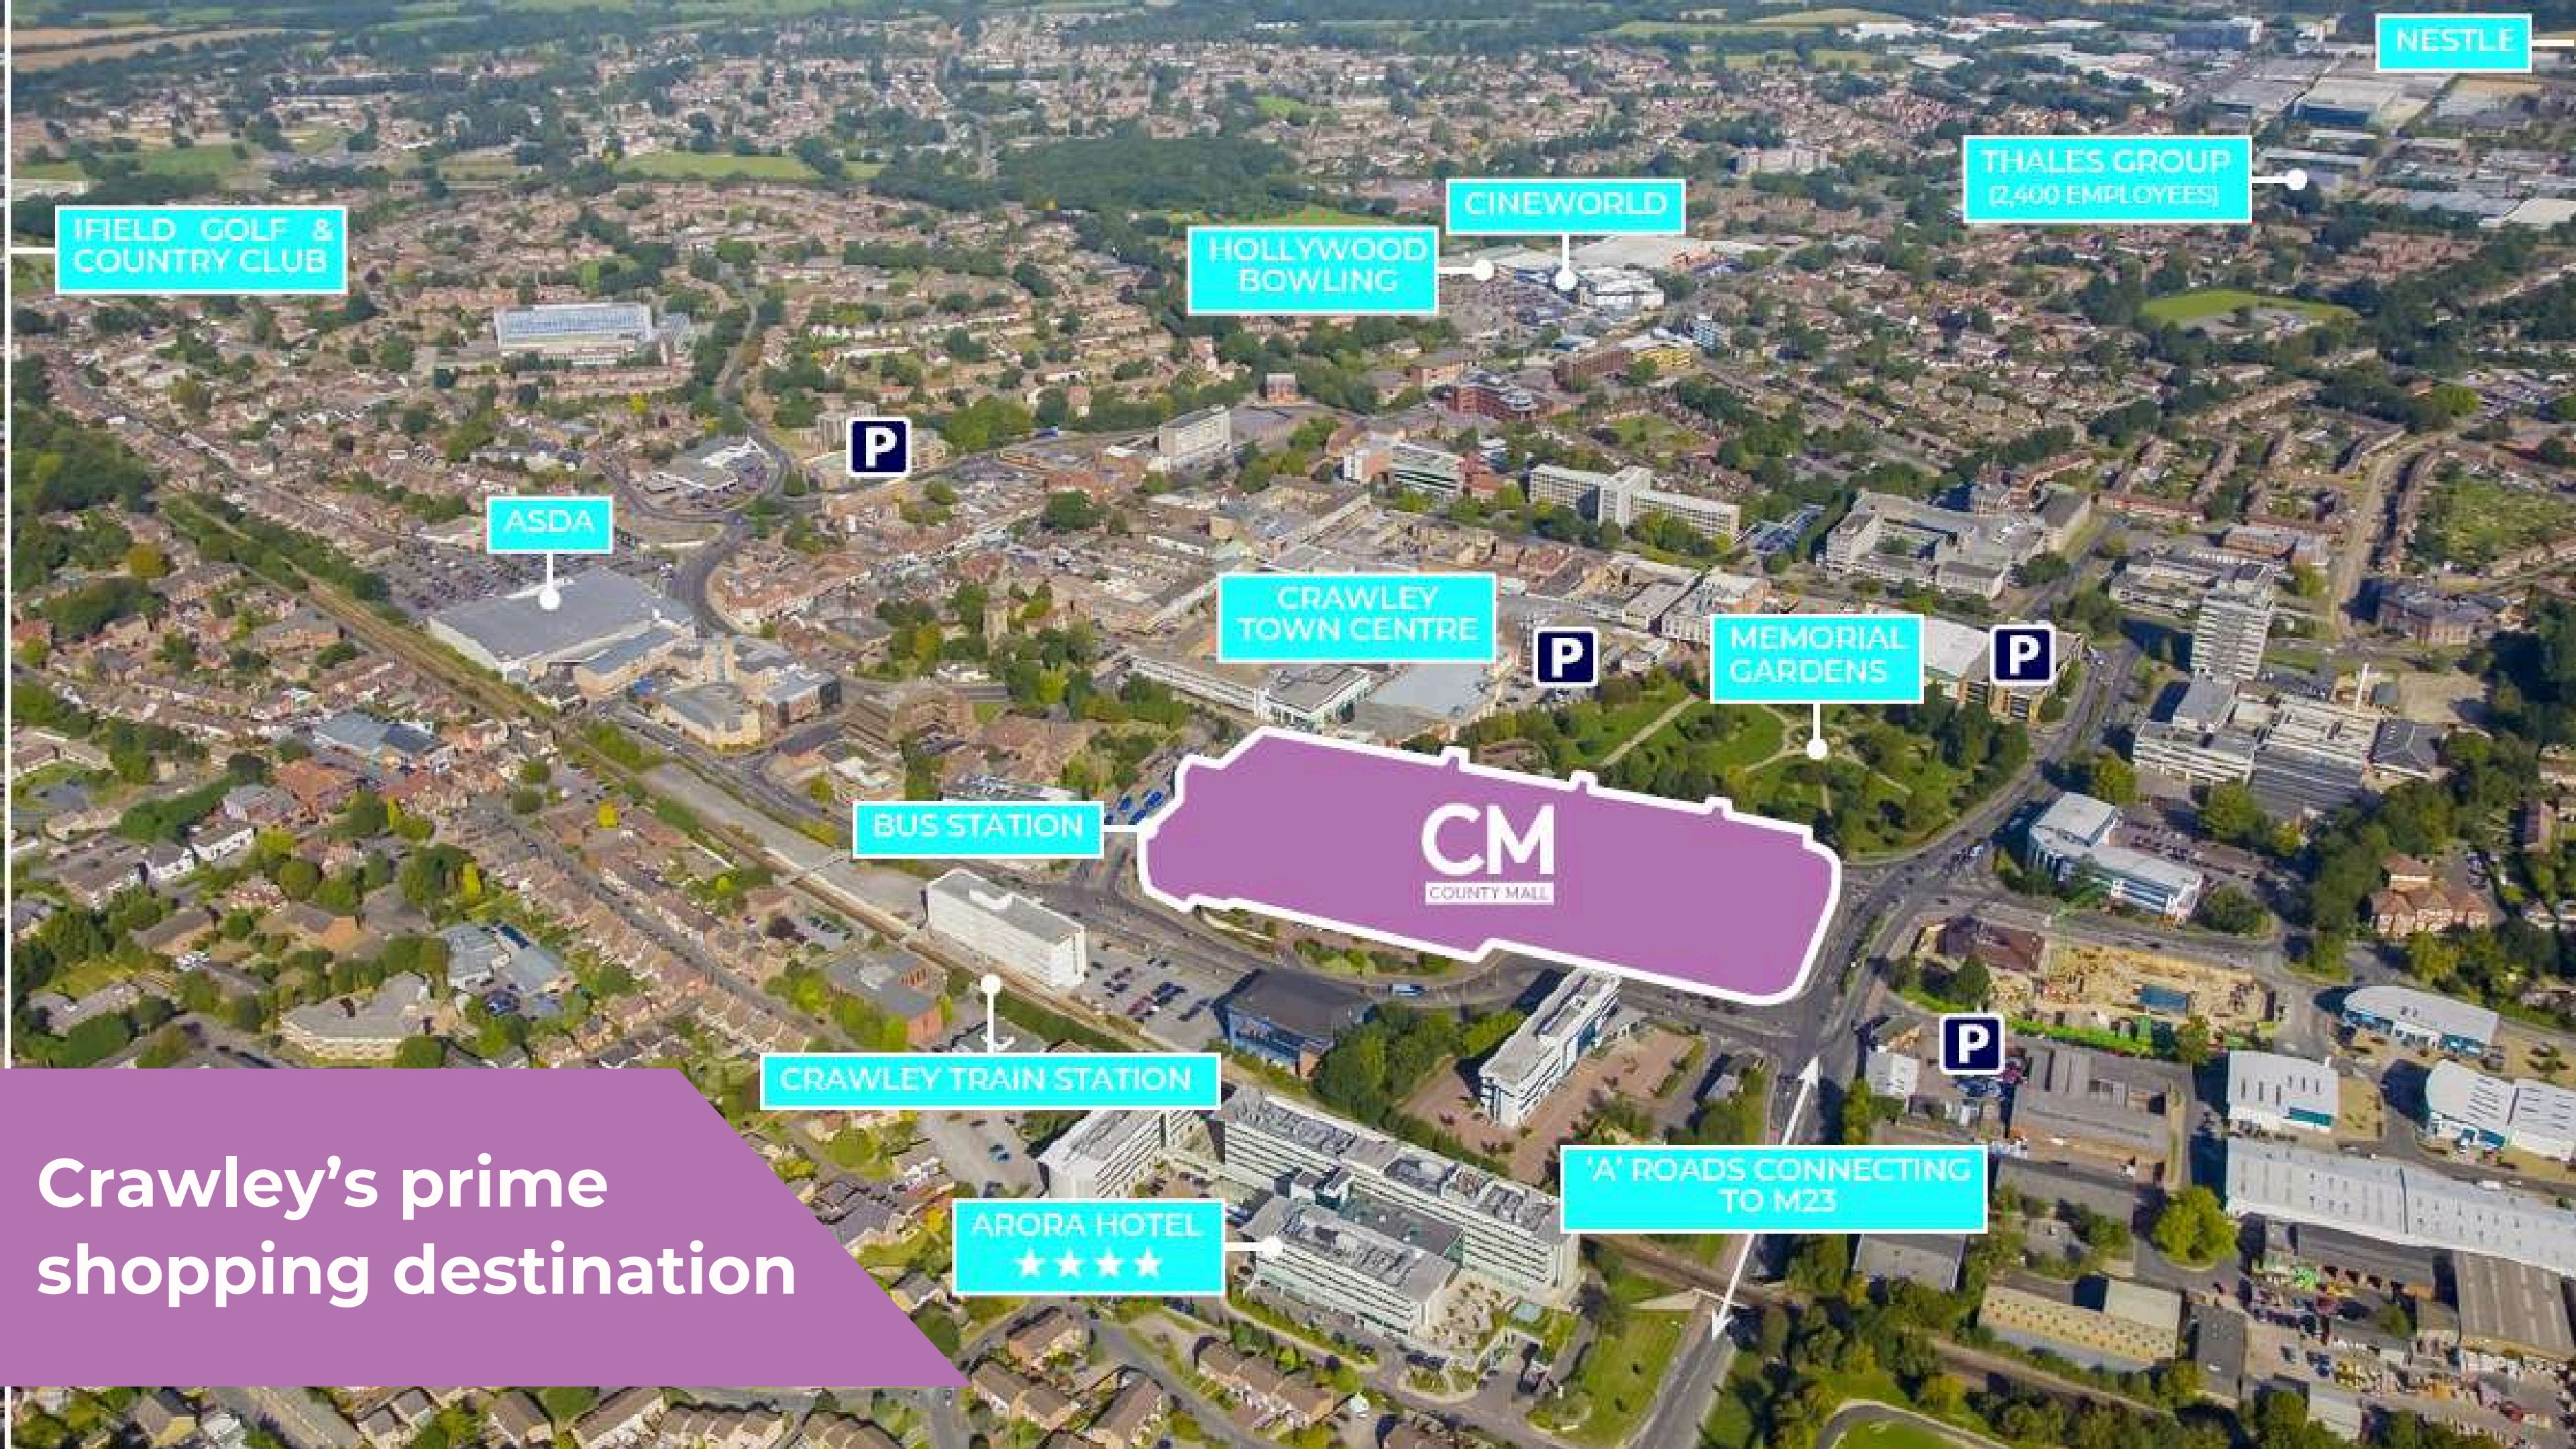 NESTLE
THALES GROUP
(2,400 EMPLOYEES)
CINEWORLD
HOLLYWOOD
BOWLING
IFIELD GOLF &
COUNTRY CLUB
P
ASDA
CRAWLEY
TOWN CENTRE
P
MEMORIAL
GARDENS
P
BUS STATION
CM
COUNTY MALL
P
CRAWLEY TRAIN STATION
'A' ROADS CONNECTING
TO M23
ARORA HOTEL
Crawley’s prime
shopping destination